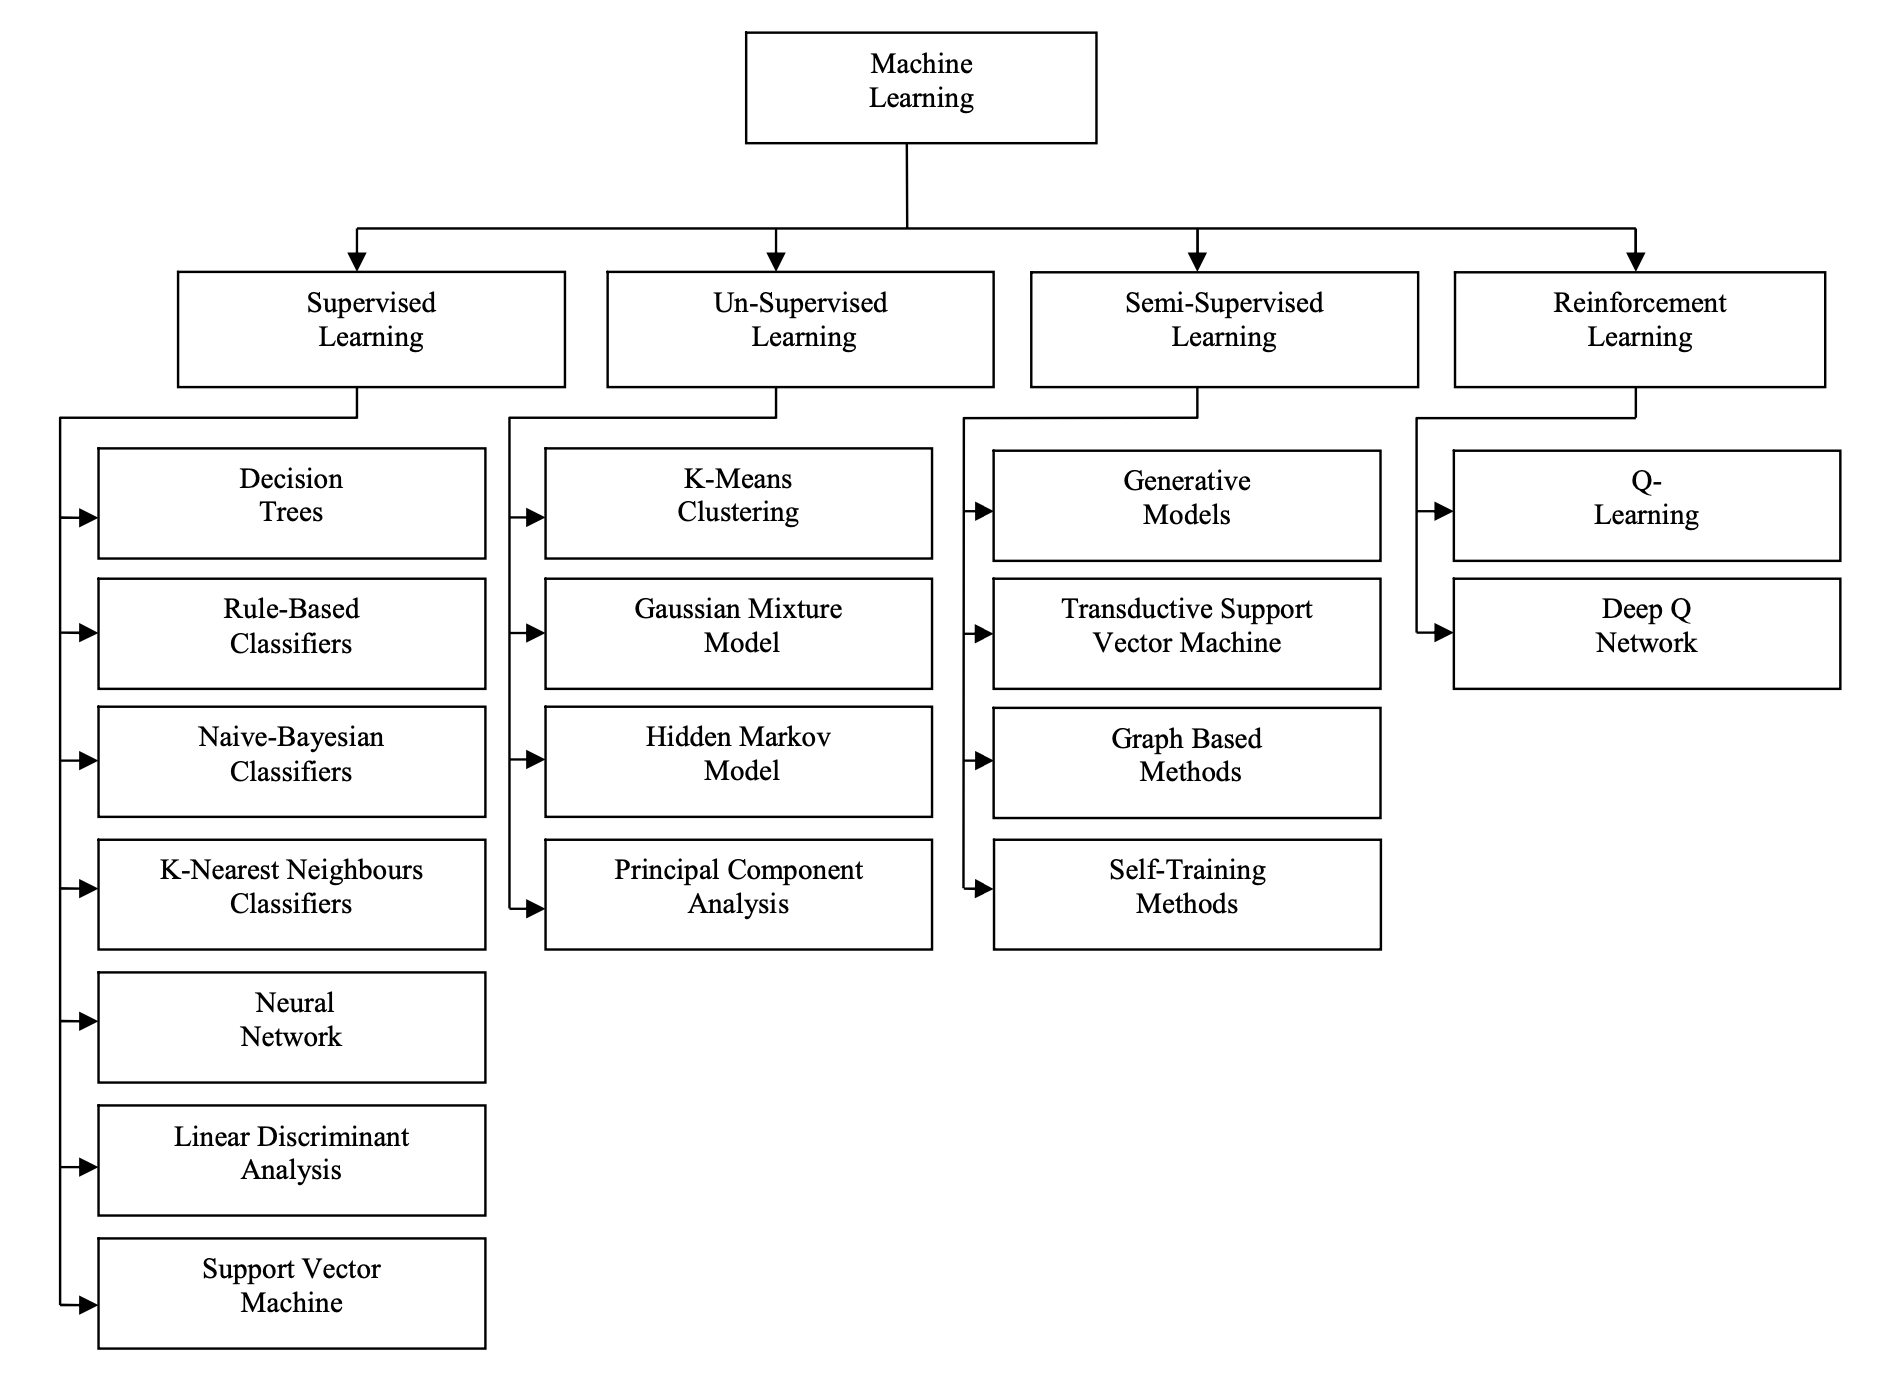 Machine
Learning
Supervised
Learning
Un-Supervised
Learning
Semi-Supervised
Learning
Reinforcement
Learning
Decision
Trees
Rule-Based
Classifiers
Naive-Bayesian
Classifiers
K-Nearest Neighbours
Classifiers
Neural
Network
Linear Discriminant
Analysis
Support Vector
Machine
K-Means
Clustering
Gaussian Mixture
Model
Hidden Markov
Model
Principal Component
Analysis
Generative
Models
Transductive Support
Vector Machine
Graph Based
Methods
Self-Training
Methods
Q-
Learning
Deep Q
Network